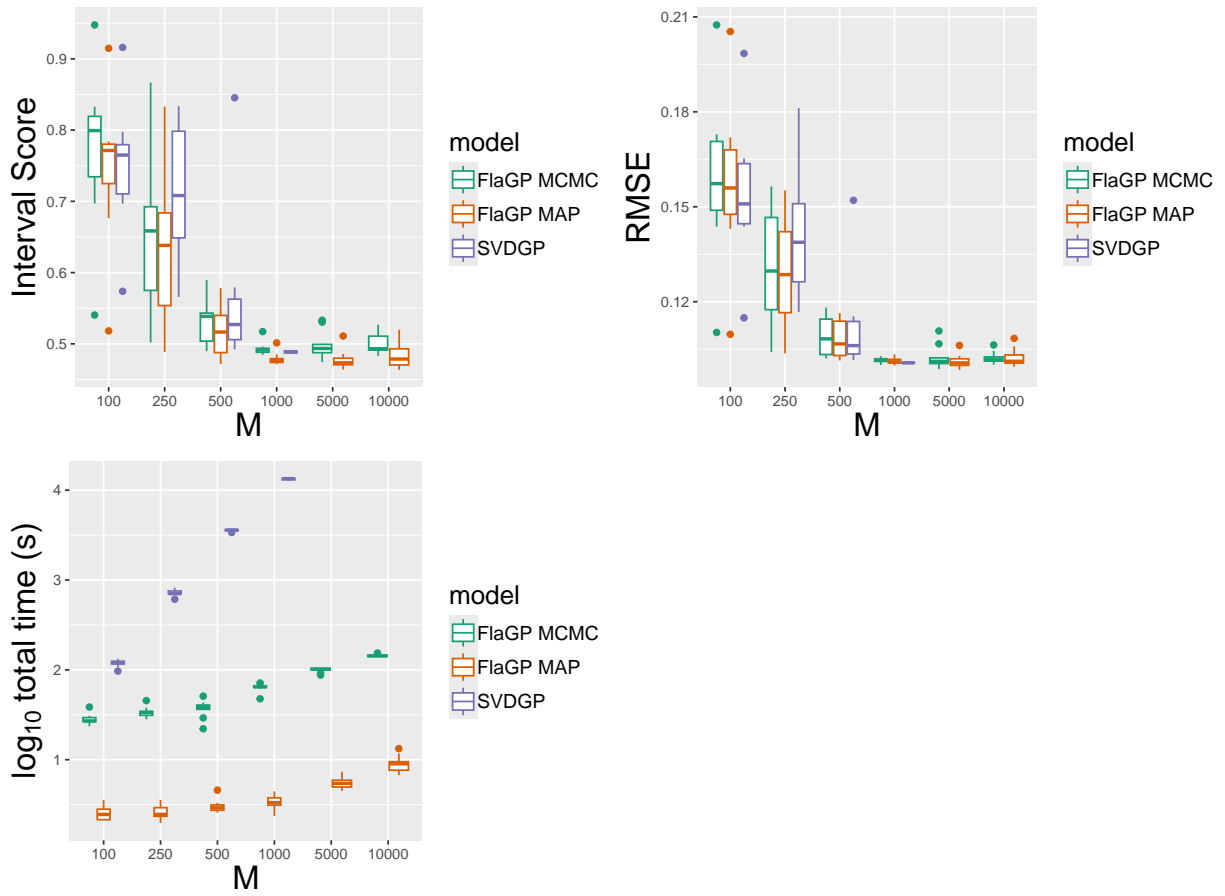 Interval Score
0.9
0.8
0.7
0.6
0.5
100 250 500 1000 5000 10000
M
model
FlaGP MCMC
FlaGP MAP
SVDGP
RMSE
0.21
0.18
0.15
0.12
100 250 500 1000 5000 10000
M
model
FlaGP MCMC
FlaGP MAP
SVDGP
log₁₀ total time (s)
4
3
2
1
100 250 500 1000 5000 10000
M
model
FlaGP MCMC
FlaGP MAP
SVDGP